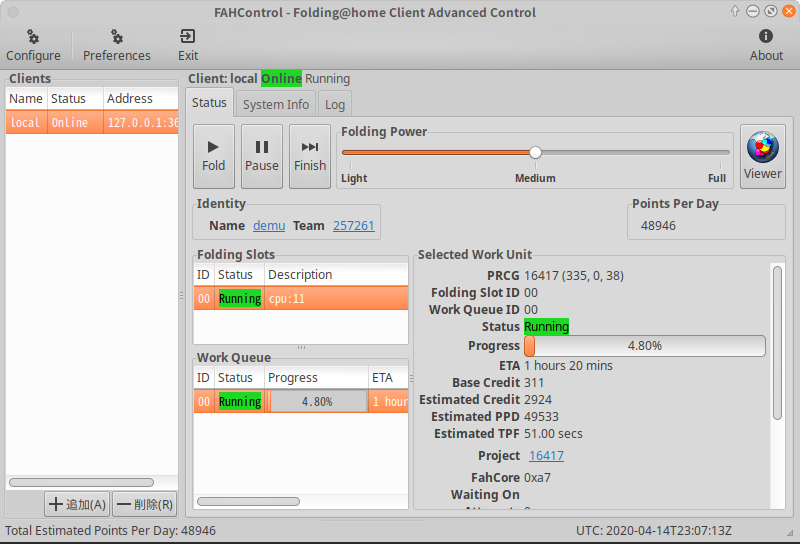 FAHControl - Folding@home Client Advanced Control
Configure Preferences Exit About
Clients
Name Status Address
local Online 127.0.0.1:36
追加(A) 削除(R)
Client: local Online Running
Status System Info Log
Fold Pause Finish
Folding Power
Light Medium Full
Viewer
Identity
Name demu Team 257261
Points Per Day
48946
Folding Slots
ID Status Description
00 Running cpu:11
Work Queue
ID Status Progress ETA
00 Running 4.80% 1 hour
Selected Work Unit
PRCG 16417 (335, 0, 38)
Folding Slot ID 00
Work Queue ID 00
Status Running
Progress 4.80%
ETA 1 hours 20 mins
Base Credit 311
Estimated Credit 2924
Estimated PPD 49533
Estimated TPF 51.00 secs
Project 16417
FahCore 0xa7
Waiting On
Total Estimated Points Per Day: 48946 UTC: 2020-04-14T23:07:13Z